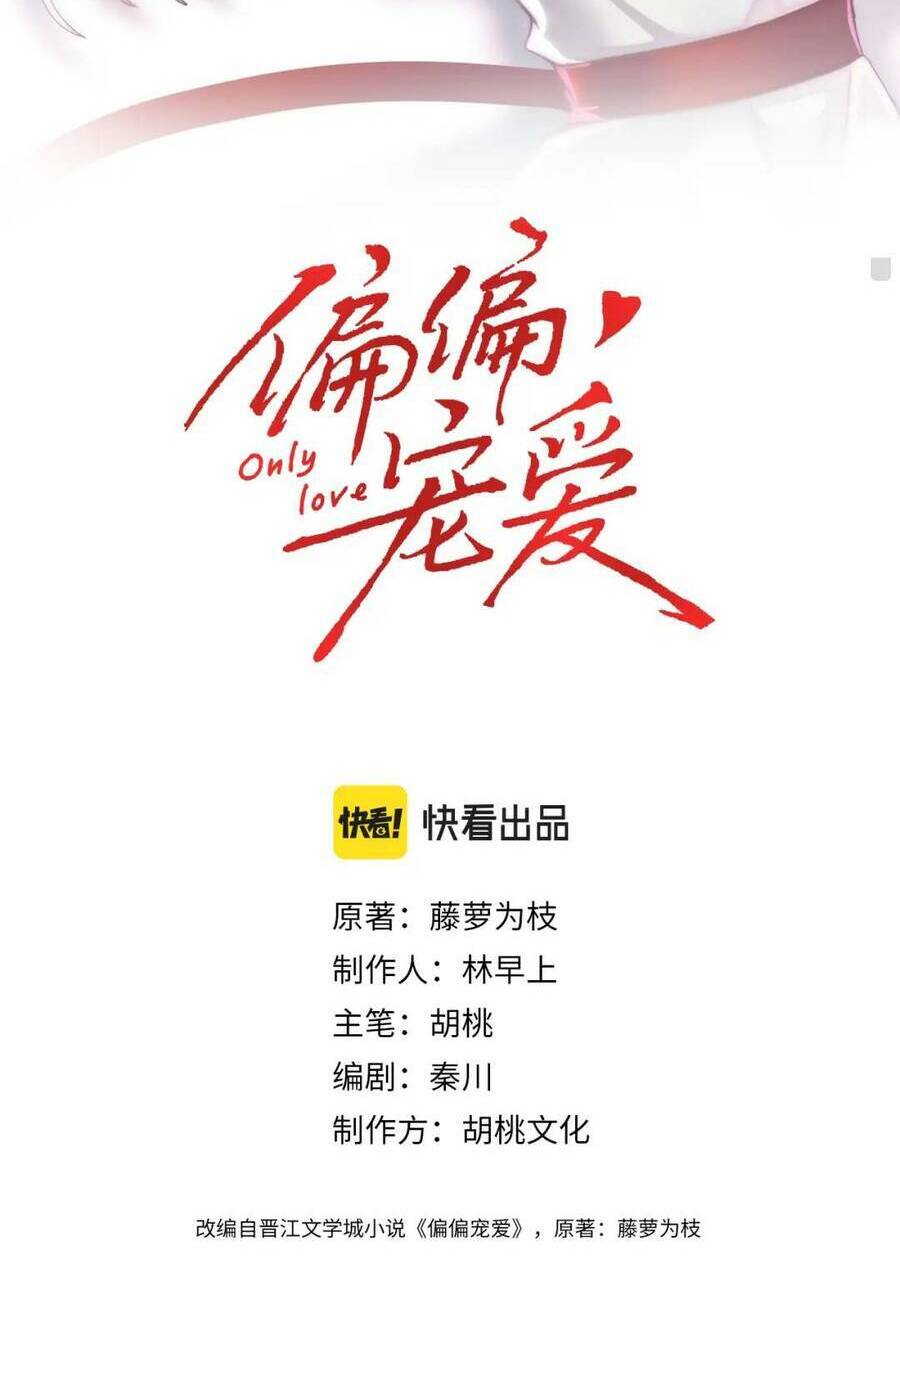 偏偏
Only
love
宠爱
快看! 快看出品
原著：藤萝为枝
制作人：林早上
主笔：胡桃
编剧：秦川
制作方：胡桃文化
改编自晋江文学城小说《偏偏宠爱》，原著：藤萝为枝